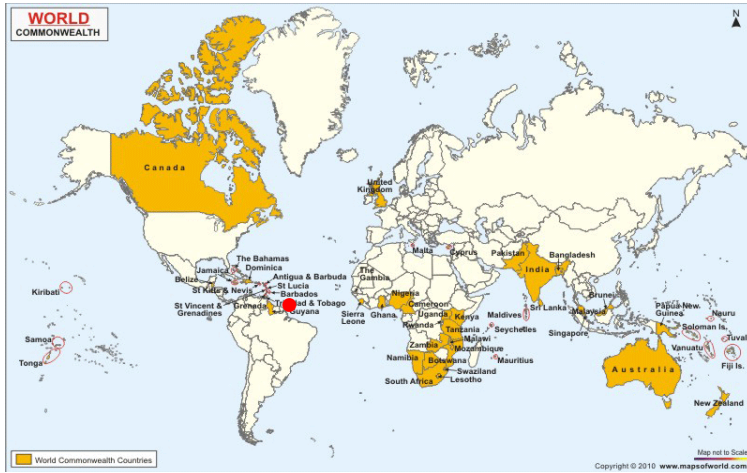 WORLD
COMMONWEALTH
N
Canada
United
Kingdom
The Bahamas
Dominica
Jamaica
Antigua & Barbuda
Belize
St Kitts & Nevis
St Lucia
Barbados
St Vincent &
Grenadines
Grenada
& Tobago
Guyana
Kiribati
Samoa
Tonga
Malta
Cyprus
Pakistan
Bangladesh
India
The
Gambia
Nigeria
Cameroon
Sierra
Leone
Ghana
Uganda
Kenya
Rwanda
Tanzania
Malawi
Zambia
Mozambique
Namibia
Botswana
Swaziland
South Africa
Lesotho
Maldives
Sri Lanka
Seychelles
Mauritius
Brunei
Malaysia
Singapore
Papua New
Guinea
Nauru
Soloman Is.
Vanuatu
Tuval
Fiji Is.
Australia
New Zealand
World Commonwealth Countries
Map not to Scale
Copyright © 2010 www.mapsofworld.com